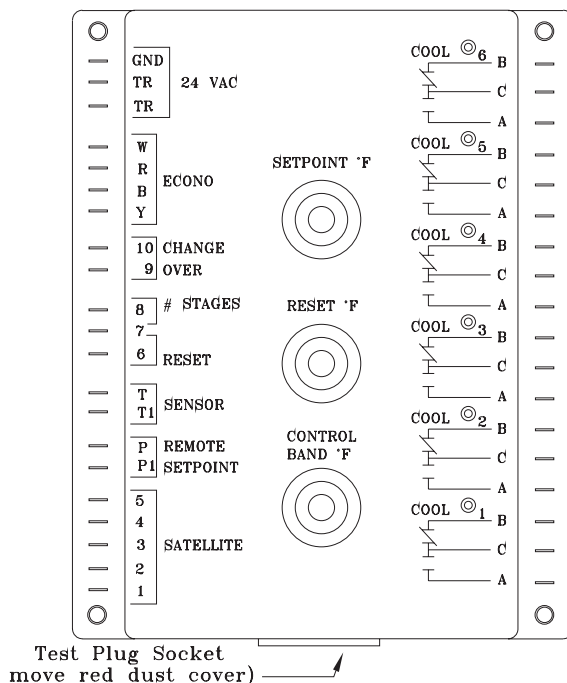 GND
TR
TR
24 VAC
W
R
B
Y
ECONO
10 CHANGE
9 OVER
8 # STAGES
7
6 RESET
T
T1
SENSOR
P REMOTE
P1 SETPOINT
5
4
3 SATELLITE
2
1
SETPOINT °F
RESET °F
CONTROL
BAND °F
COOL 6
B
C
A
COOL 5
B
C
A
COOL 4
B
C
A
COOL 3
B
C
A
COOL 2
B
C
A
COOL 1
B
C
A
Test Plug Socket
move red dust cover)